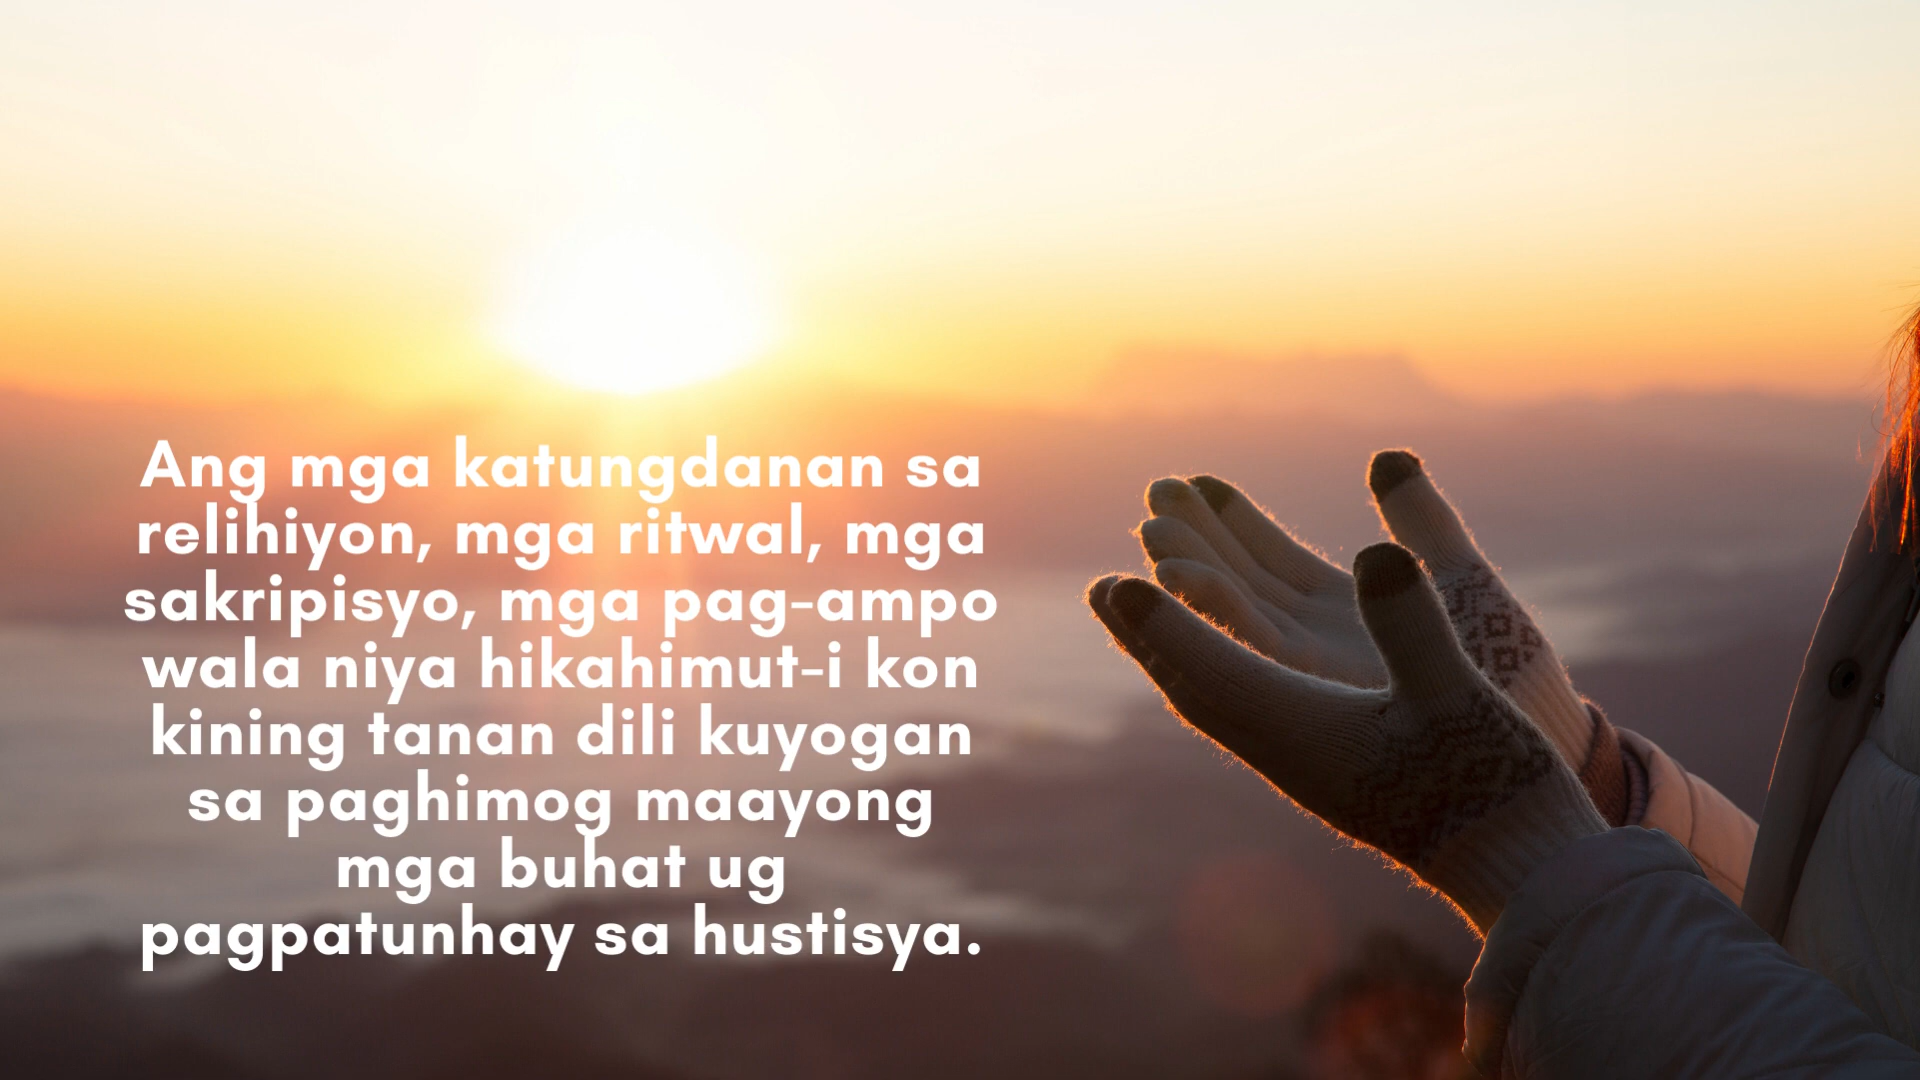 Ang mga katungdanan sa
relihiyon, mga ritwal, mga
sakripisyo, mga pag-ampo
wala niya hikahimut-i kon
kining tanan dili kuyogan
sa paghimog maayong
mga buhat ug
pagpatunhay sa hustisya.